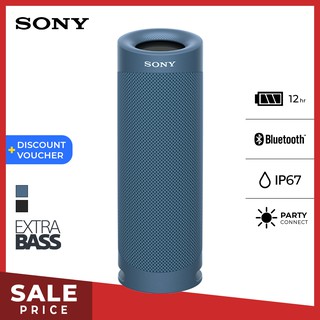 SONY
SONY
12hr
Bluetooth®
+ DISCOUNT
VOUCHER
IP67
PARTY
CONNECT
EXTRA
BASS
SALE
PRICE